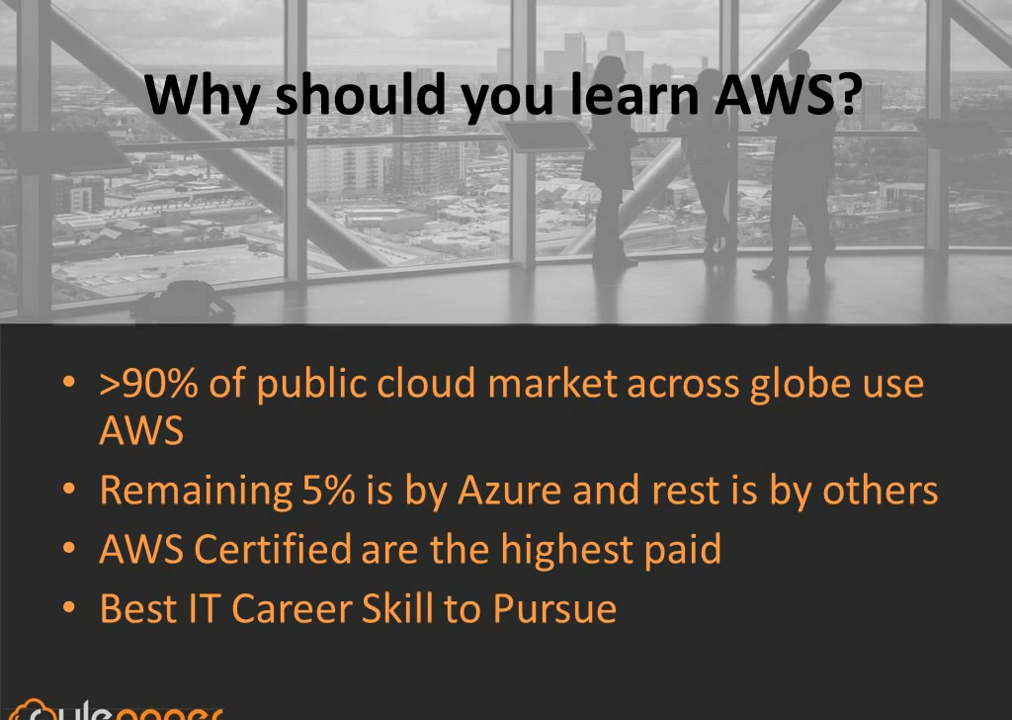 Why should you learn AWS?
• >90% of public cloud market across globe use
AWS
• Remaining 5% is by Azure and rest is by others
• AWS Certified are the highest paid
• Best IT Career Skill to Pursue